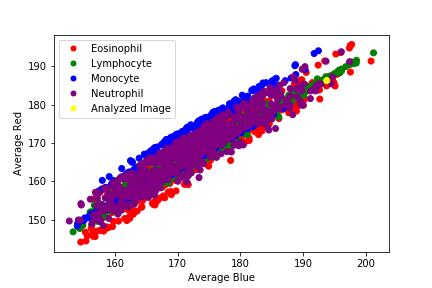 Eosinophil
Lymphocyte
Monocyte
Neutrophil
Analyzed Image
190
180
170
160
150
Average Red
160
170
180
190
200
Average Blue